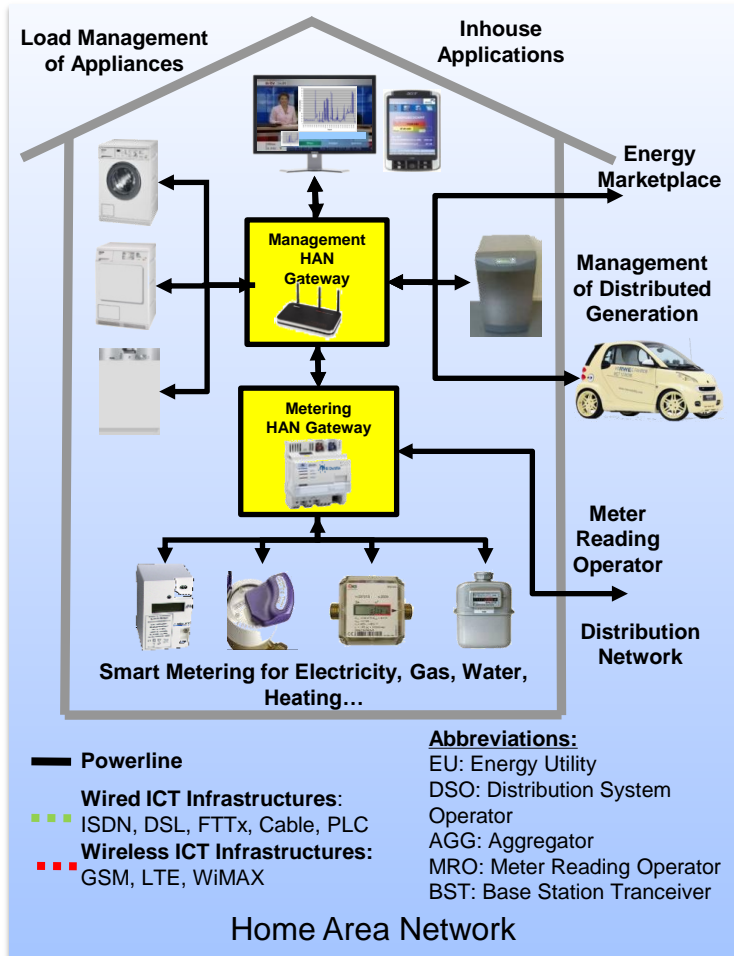 Load Management
of Appliances
Inhouse
Applications
Energy
Marketplace
Management
HAN
Gateway
Management
of Distributed
Generation
Metering
HAN Gateway
Meter
Reading
Operator
Distribution
Network
Smart Metering for Electricity, Gas, Water,
Heating…
Powerline
Wired ICT Infrastructures:
ISDN, DSL, FTTx, Cable, PLC
Wireless ICT Infrastructures:
GSM, LTE, WiMAX
Abbreviations:
EU: Energy Utility
DSO: Distribution System
Operator
AGG: Aggregator
MRO: Meter Reading Operator
BST: Base Station Tranceiver
Home Area Network